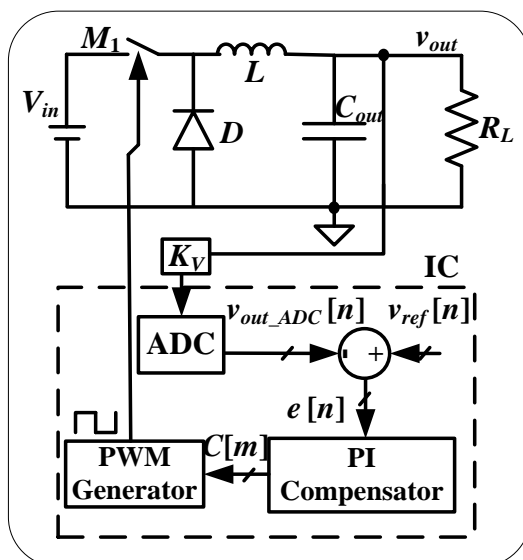 M1
vout
Vin
L
Cout
D
RL
KV
IC
vout_ADC [n]
vref[n]
ADC
- +
e [n]
C[m]
PWM
Generator
PI
Compensator